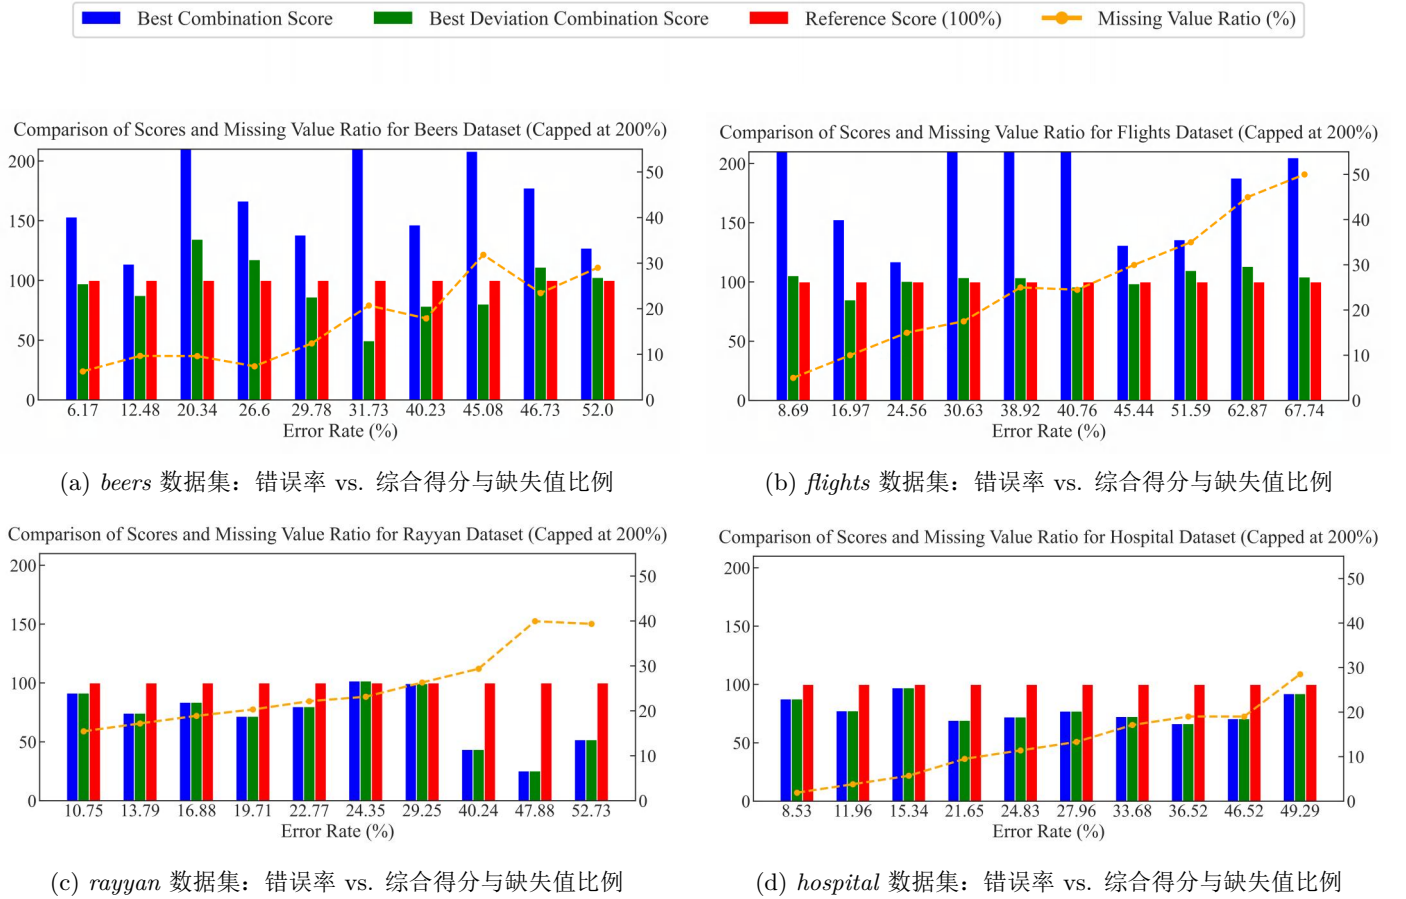 Best Combination Score Best Deviation Combination Score Reference Score (100%) Missing Value Ratio (%)
Comparison of Scores and Missing Value Ratio for Beers Dataset (Capped at 200%)
200
150
100
50
0
50
40
30
20
10
0
6.17 12.48 20.34 26.6 29.78 31.73 40.23 45.08 46.73 52.0
Error Rate (%)
(a) beers 数据集：错误率 vs. 综合得分与缺失值比例
Comparison of Scores and Missing Value Ratio for Flights Dataset (Capped at 200%)
200
150
100
50
0
50
40
30
20
10
0
8.69 16.97 24.56 30.63 38.92 40.76 45.44 51.59 62.87 67.74
Error Rate (%)
(b) flights 数据集：错误率 vs. 综合得分与缺失值比例
Comparison of Scores and Missing Value Ratio for Rayyan Dataset (Capped at 200%)
200
150
100
50
0
50
40
30
20
10
0
10.75 13.79 16.88 19.71 22.77 24.35 29.25 40.24 47.88 52.73
Error Rate (%)
(c) rayyan 数据集：错误率 vs. 综合得分与缺失值比例
Comparison of Scores and Missing Value Ratio for Hospital Dataset (Capped at 200%)
200
150
100
50
0
50
40
30
20
10
0
8.53 11.96 15.34 21.65 24.83 27.96 33.68 36.52 46.52 49.29
Error Rate (%)
(d) hospital 数据集：错误率 vs. 综合得分与缺失值比例